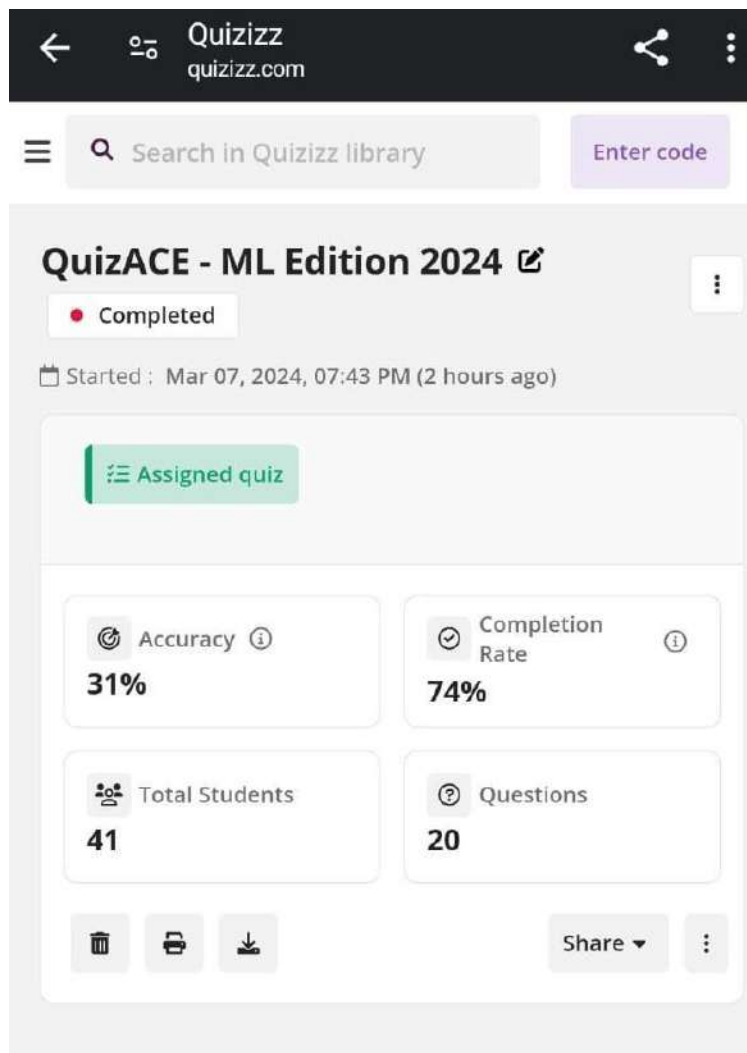 Quizizz
quizizz.com
Search in Quizizz library
Enter code
QuizACE - ML Edition 2024
Completed
Started : Mar 07, 2024, 07:43 PM (2 hours ago)
Assigned quiz
Accuracy
31%
Completion
Rate
74%
Total Students
41
Questions
20
Share